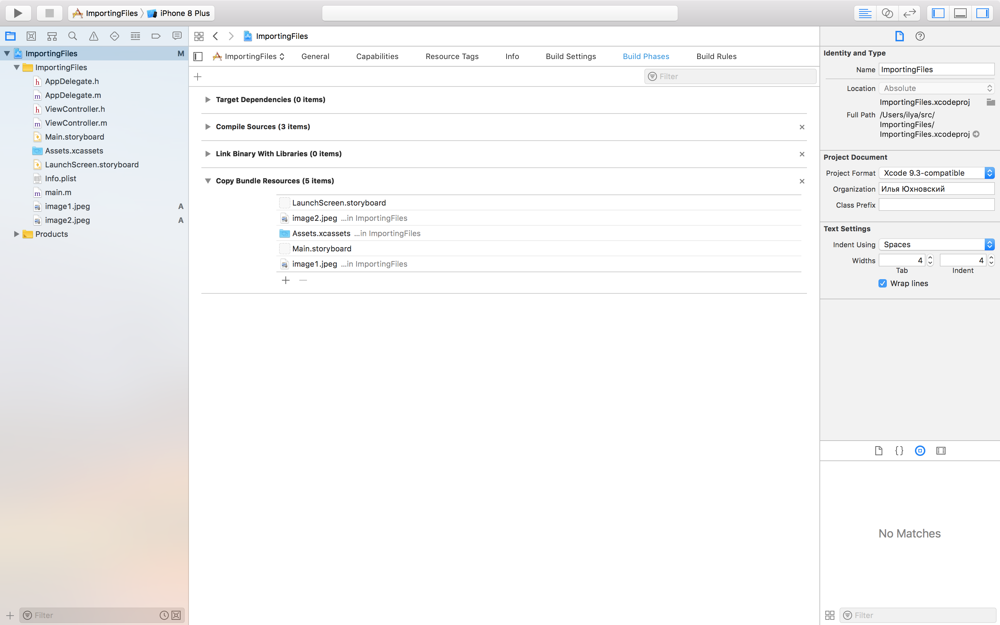 ImportingFiles iPhone 8 Plus
ImportingFiles M
ImportingFiles
AppDelegate.h
AppDelegate.m
ViewController.h
ViewController.m
Main.storyboard
Assets.xcassets
LaunchScreen.storyboard
Info.plist
main.m
image1.jpeg A
image2.jpeg A
Products
Filter
ImportingFiles
ImportingFiles General Capabilities Resource Tags Info Build Settings Build Phases Build Rules
Filter
Target Dependencies (0 items)
Compile Sources (3 items)
Link Binary With Libraries (0 items)
Copy Bundle Resources (5 items)
LaunchScreen.storyboard
image2.jpeg ...in ImportingFiles
Assets.xcassets ...in ImportingFiles
Main.storyboard
image1.jpeg ...in ImportingFiles
Identity and Type
Name ImportingFiles
Location Absolute
ImportingFiles.xcodeproj
Full Path /Users/ilya/src/
ImportingFiles/
ImportingFiles.xcodeproj
Project Document
Project Format Xcode 9.3-compatible
Organization Илья Юхновский
Class Prefix
Text Settings
Indent Using Spaces
Widths 4 4
Tab Indent
Wrap lines
No Matches
Filter